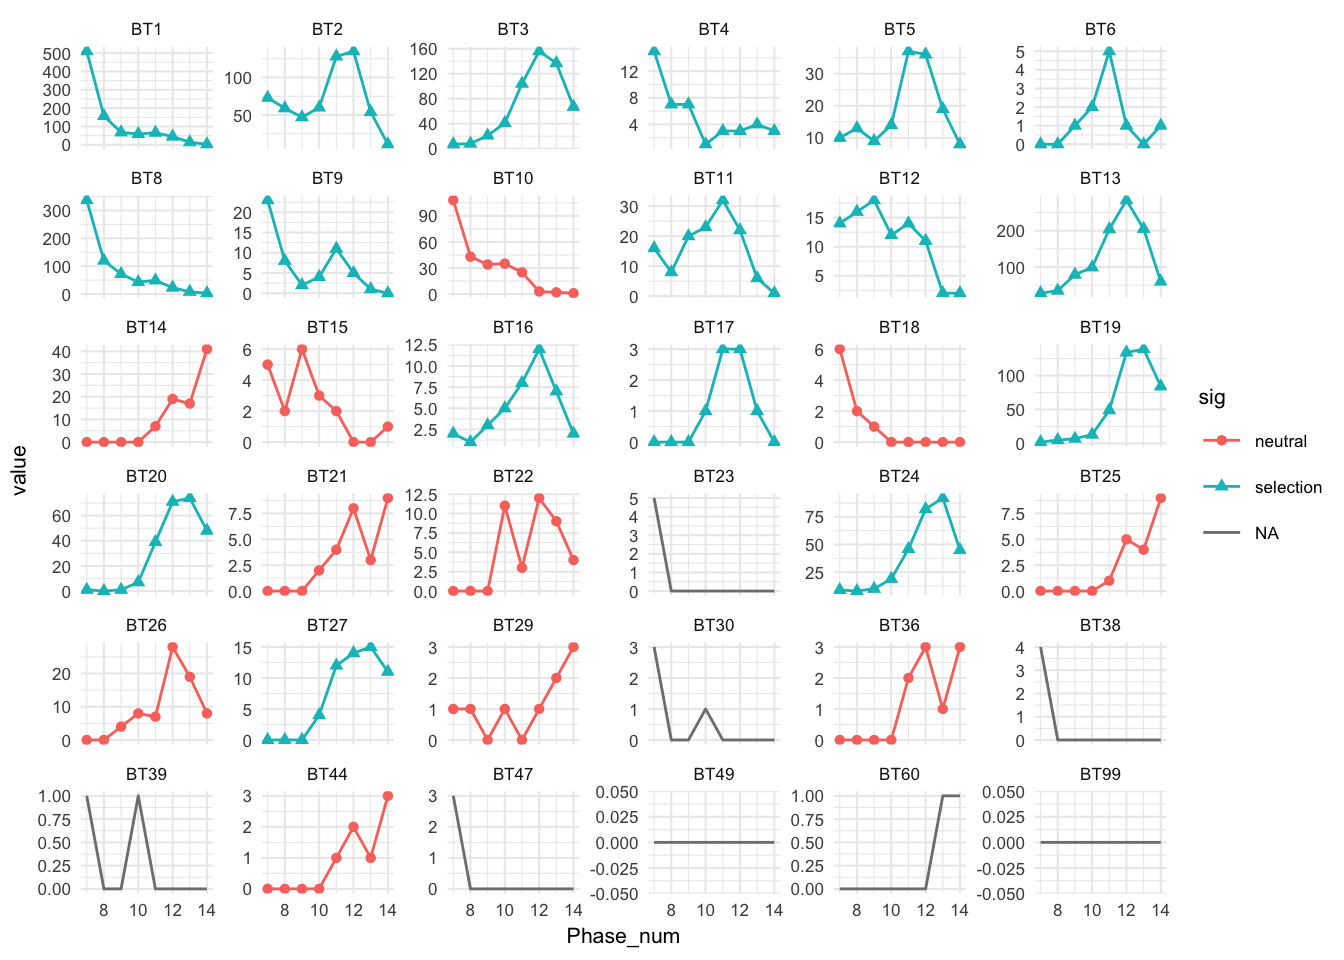 BT1 BT2 BT3 BT4 BT5 BT6
500 400 300 200 100 0
100 50
160 120 80 40 0
12 8 4
30 20 10
5 4 3 2 1 0
BT8 BT9 BT10 BT11 BT12 BT13
300 200 100 0
20 15 10 5 0
90 60 30 0
30 20 10 0
15 10 5
200 100
BT14 BT15 BT16 BT17 BT18 BT19
40 30 20 10 0
6 4 2 0
12.5 10.0 7.5 5.0 2.5
3 2 1 0
6 4 2 0
100 50 0
value
BT20 BT21 BT22 BT23 BT24 BT25
60 40 20 0
7.5 5.0 2.5 0.0
12.5 10.0 7.5 5.0 2.5 0.0
5 4 3 2 1 0
75 50 25
7.5 5.0 2.5 0.0
BT26 BT27 BT29 BT30 BT36 BT38
20 10 0
15 10 5 0
3 2 1 0
3 2 1 0
3 2 1 0
4 3 2 1 0
BT39 BT44 BT47 BT49 BT60 BT99
1.00 0.75 0.50 0.25 0.00
3 2 1 0
3 2 1 0
0.050 0.025 0.000 -0.025 -0.050
1.00 0.75 0.50 0.25 0.00
0.050 0.025 0.000 -0.025 -0.050
8 10 12 14 8 10 12 14 8 10 12 14 8 10 12 14 8 10 12 14 8 10 12 14
Phase_num
sig
neutral
selection
NA